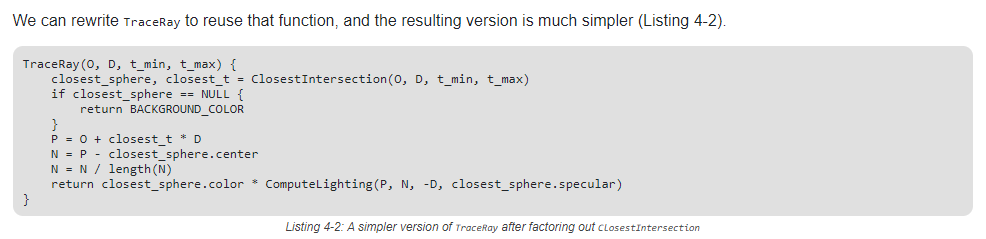 We can rewrite TraceRay to reuse that function, and the resulting version is much simpler (Listing 4-2).
TraceRay(O, D, t_min, t_max) {
    closest_sphere, closest_t = ClosestIntersection(O, D, t_min, t_max)
    if closest_sphere == NULL {
        return BACKGROUND_COLOR
    }
    P = O + closest_t * D
    N = P - closest_sphere.center
    N = N / length(N)
    return closest_sphere.color * ComputeLighting(P, N, -D, closest_sphere.specular)
}
Listing 4-2: A simpler version of TraceRay after factoring out ClosestIntersection